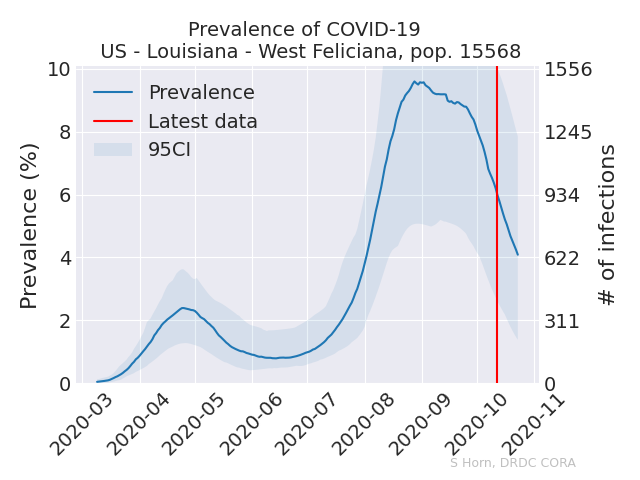 Prevalence of COVID-19
US - Louisiana - West Feliciana, pop. 15568
Prevalence
Latest data
95CI
Prevalence (%)
10
8
6
4
2
0
1556
1245
934
622
311
0
# of infections
2020-03
2020-04
2020-05
2020-06
2020-07
2020-08
2020-09
2020-10
2020-11
S Horn, DRDC CORA